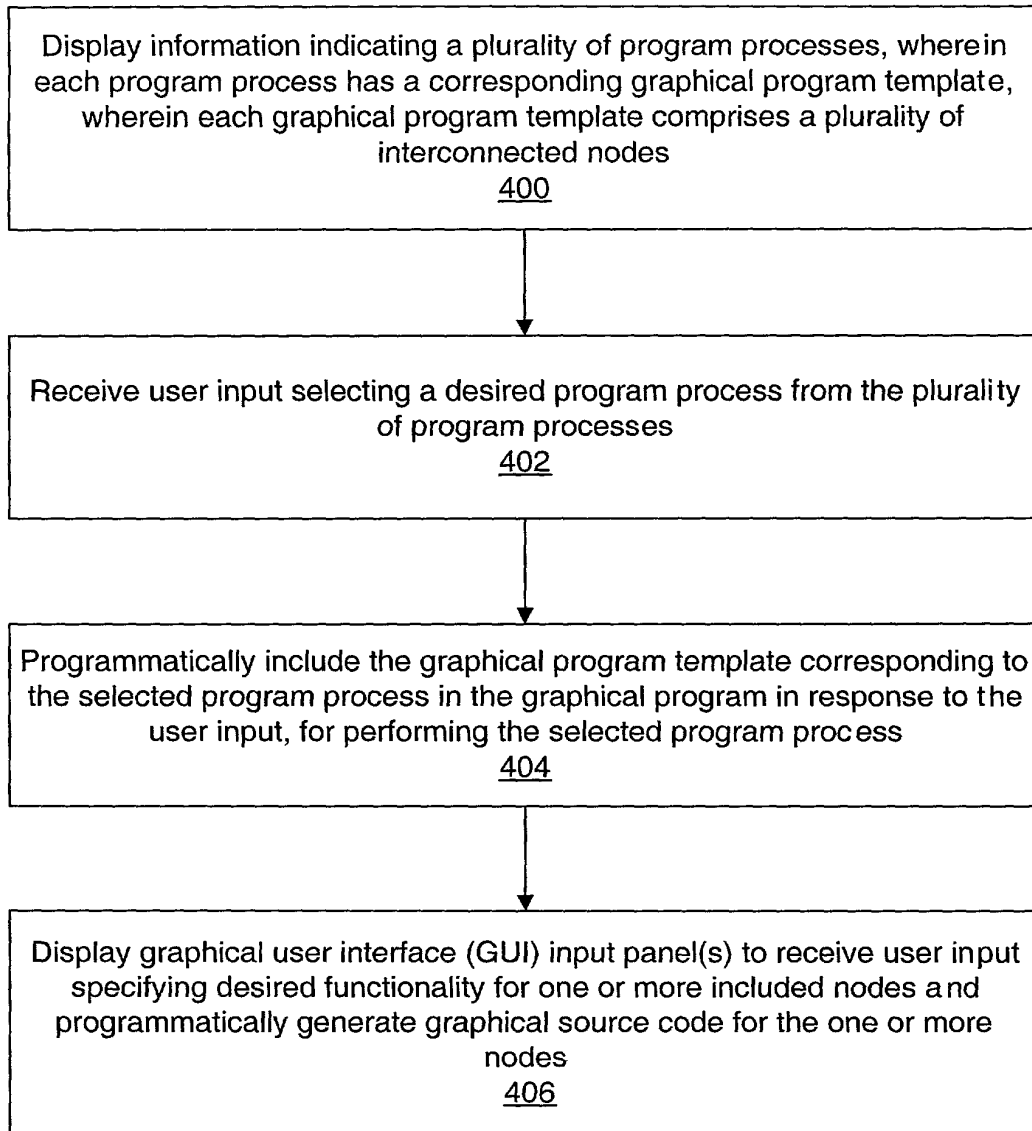 Display information indicating a plurality of program processes, wherein
each program process has a corresponding graphical program template,
wherein each graphical program template comprises a plurality of
interconnected nodes
400
Receive user input selecting a desired program process from the plurality
of program processes
402
Programmatically include the graphical program template corresponding to
the selected program process in the graphical program in response to the
user input, for performing the selected program process
404
Display graphical user interface (GUI) input panel(s) to receive user input
specifying desired functionality for one or more included nodes and
programmatically generate graphical source code for the one or more
nodes
406